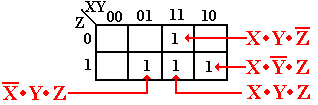 XY 00 01 11 10
Z
0 1 X•Y•Z̅
1 1 1 1 X•Y̅•Z
X̅•Y•Z X•Y•Z